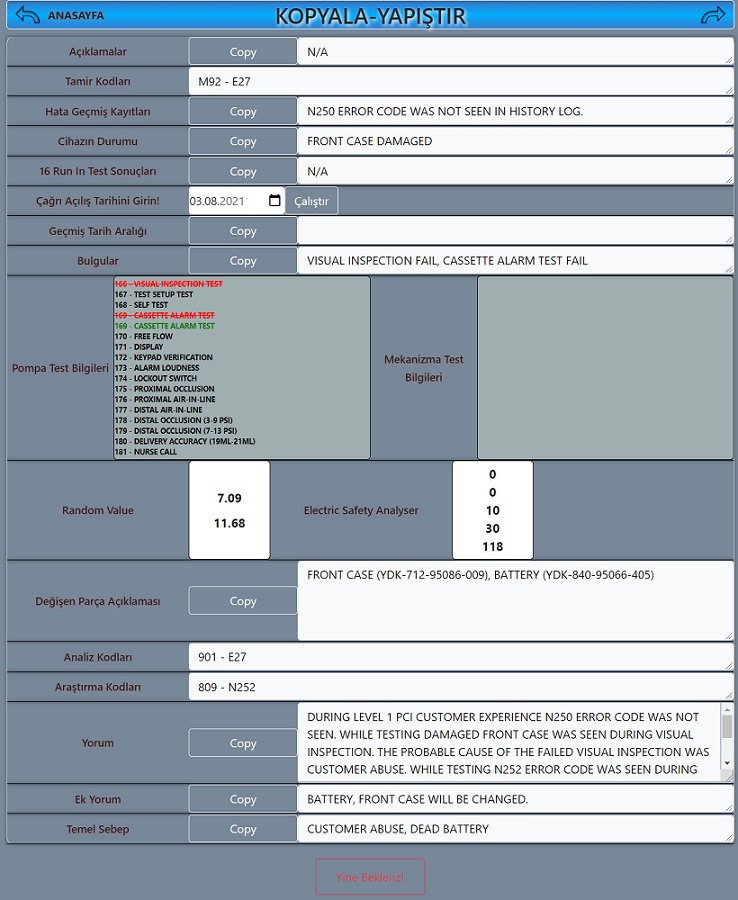 ANASAYFA
KOPYALA-YAPIŞTIR
Açıklamalar Copy N/A
Tamir Kodları M92 - E27
Hata Geçmiş Kayıtları Copy N250 ERROR CODE WAS NOT SEEN IN HISTORY LOG.
Cihazın Durumu Copy FRONT CASE DAMAGED
16 Run In Test Sonuçları Copy N/A
Çağrı Açılış Tarihini Girin! 03.08.2021 Çalıştır
Geçmiş Tarih Aralığı Copy
Bulgular Copy VISUAL INSPECTION FAIL, CASSETTE ALARM TEST FAIL
Pompa Test Bilgileri
166 - VISUAL INSPECTION TEST
167 - TEST SETUP TEST
168 - SELF TEST
169 - CASSETTE ALARM TEST
169 - CASSETTE ALARM TEST
170 - FREE FLOW
171 - DISPLAY
172 - KEYPAD VERIFICATION
173 - ALARM LOUDNESS
174 - LOCKOUT SWITCH
175 - PROXIMAL OCCLUSION
176 - PROXIMAL AIR-IN-LINE
177 - DISTAL AIR-IN-LINE
178 - DISTAL OCCLUSION (3-9 PSI)
179 - DISTAL OCCLUSION (7-13 PSI)
180 - DELIVERY ACCURACY (19ML-21ML)
181 - NURSE CALL
Mekanizma Test
Bilgileri
Random Value
7.09
11.68
Electric Safety Analyser
0
0
10
30
118
Değişen Parça Açıklaması Copy FRONT CASE (YDK-712-95086-009), BATTERY (YDK-840-95066-405)
Analiz Kodları 901 - E27
Araştırma Kodları 809 - N252
Yorum Copy
DURING LEVEL 1 PCI CUSTOMER EXPERIENCE N250 ERROR CODE WAS NOT
SEEN. WHILE TESTING DAMAGED FRONT CASE WAS SEEN DURING VISUAL
INSPECTION. THE PROBABLE CAUSE OF THE FAILED VISUAL INSPECTION WAS
CUSTOMER ABUSE. WHILE TESTING N252 ERROR CODE WAS SEEN DURING
Ek Yorum Copy BATTERY, FRONT CASE WILL BE CHANGED.
Temel Sebep Copy CUSTOMER ABUSE, DEAD BATTERY
Yine Bekleriz!